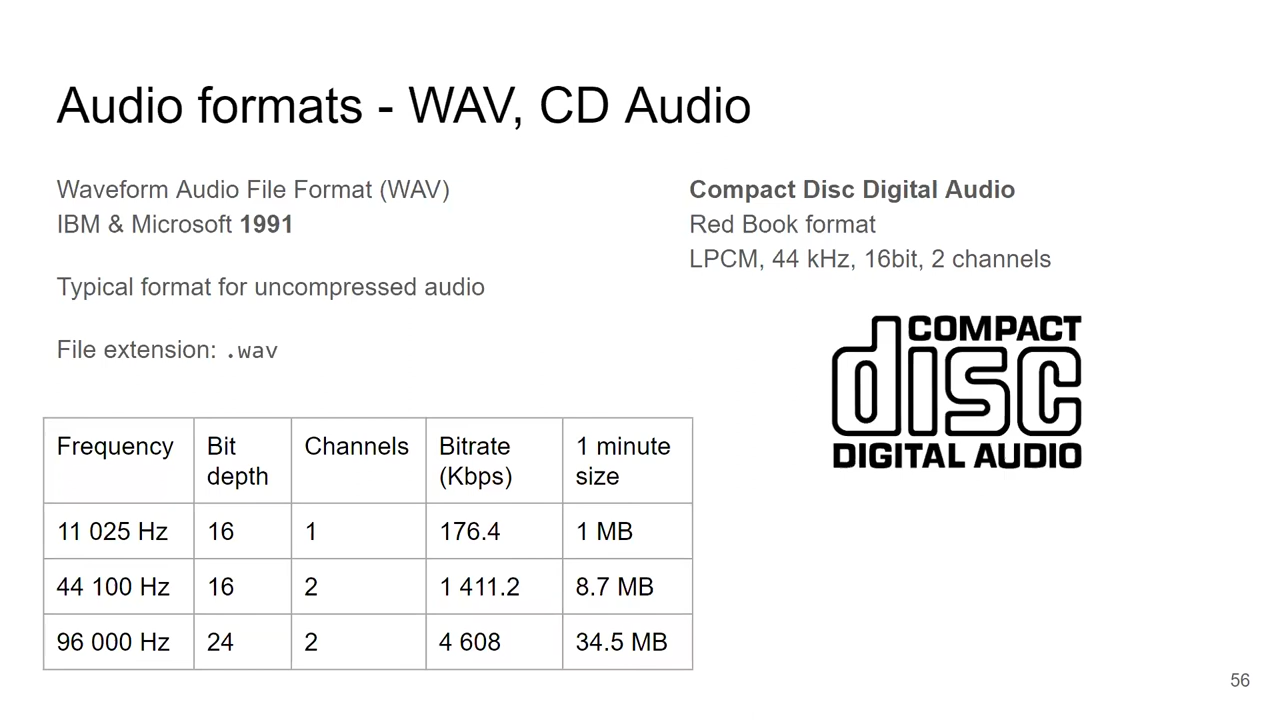 Audio formats - WAV, CD Audio
Waveform Audio File Format (WAV)
IBM & Microsoft 1991
Typical format for uncompressed audio
File extension: .wav
Compact Disc Digital Audio
Red Book format
LPCM, 44 kHz, 16bit, 2 channels
COMPACT
disc
DIGITAL AUDIO
Frequency Bit depth Channels Bitrate (Kbps) 1 minute size
11 025 Hz 16 1 176.4 1 MB
44 100 Hz 16 2 1 411.2 8.7 MB
96 000 Hz 24 2 4 608 34.5 MB
56